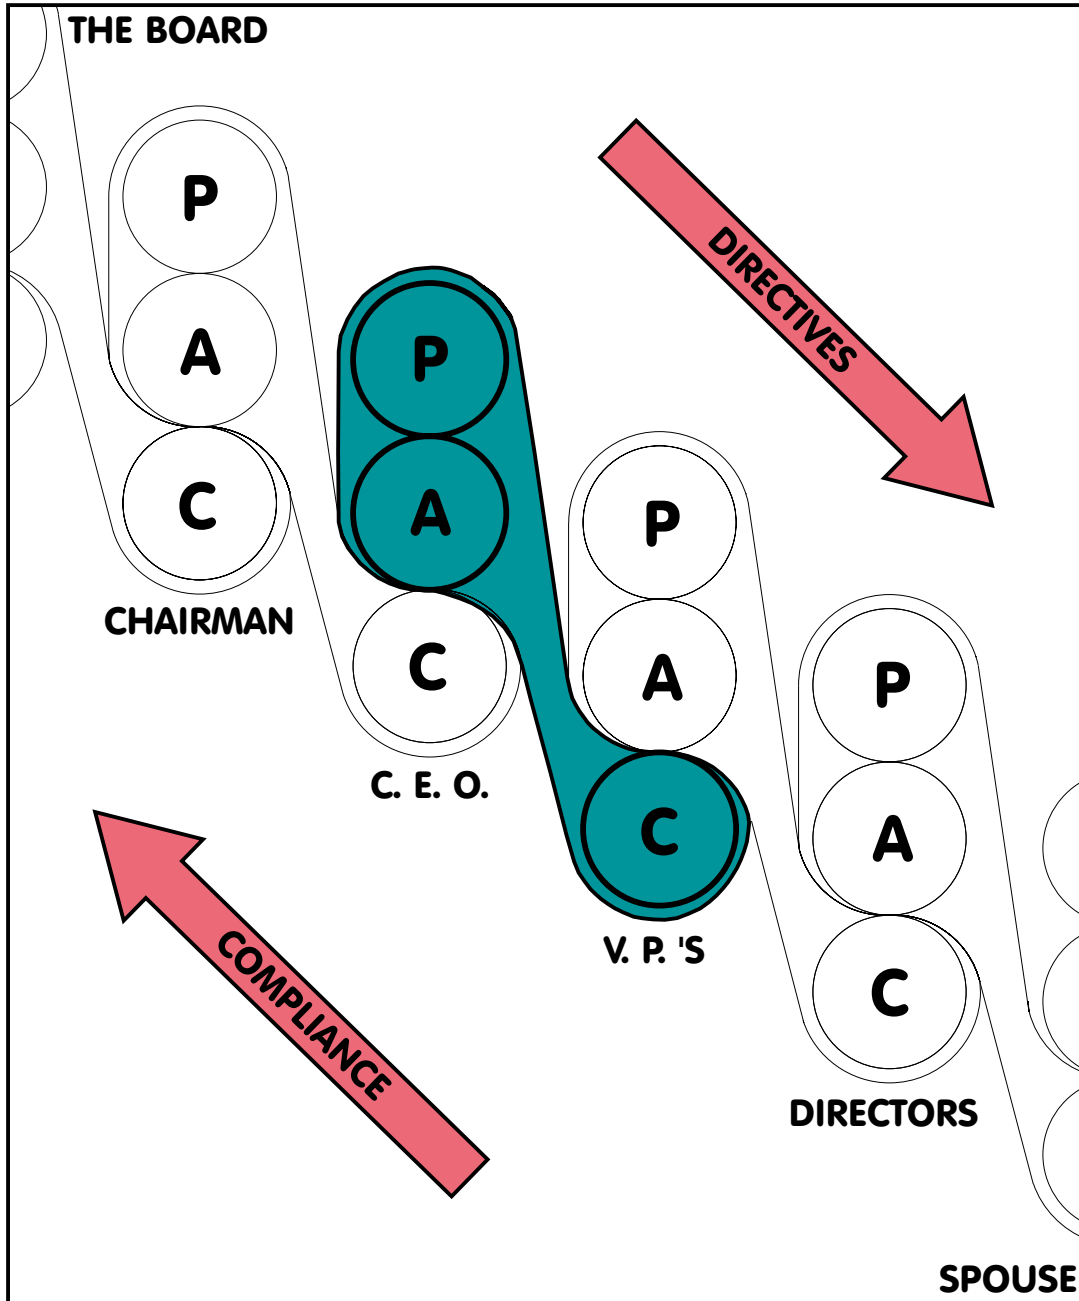 THE BOARD
P
A
C
CHAIRMAN
P
A
C
C. E. O.
P
A
C
V. P. 'S
P
A
C
DIRECTORS
SPOUSE
DIRECTIVES
COMPLIANCE